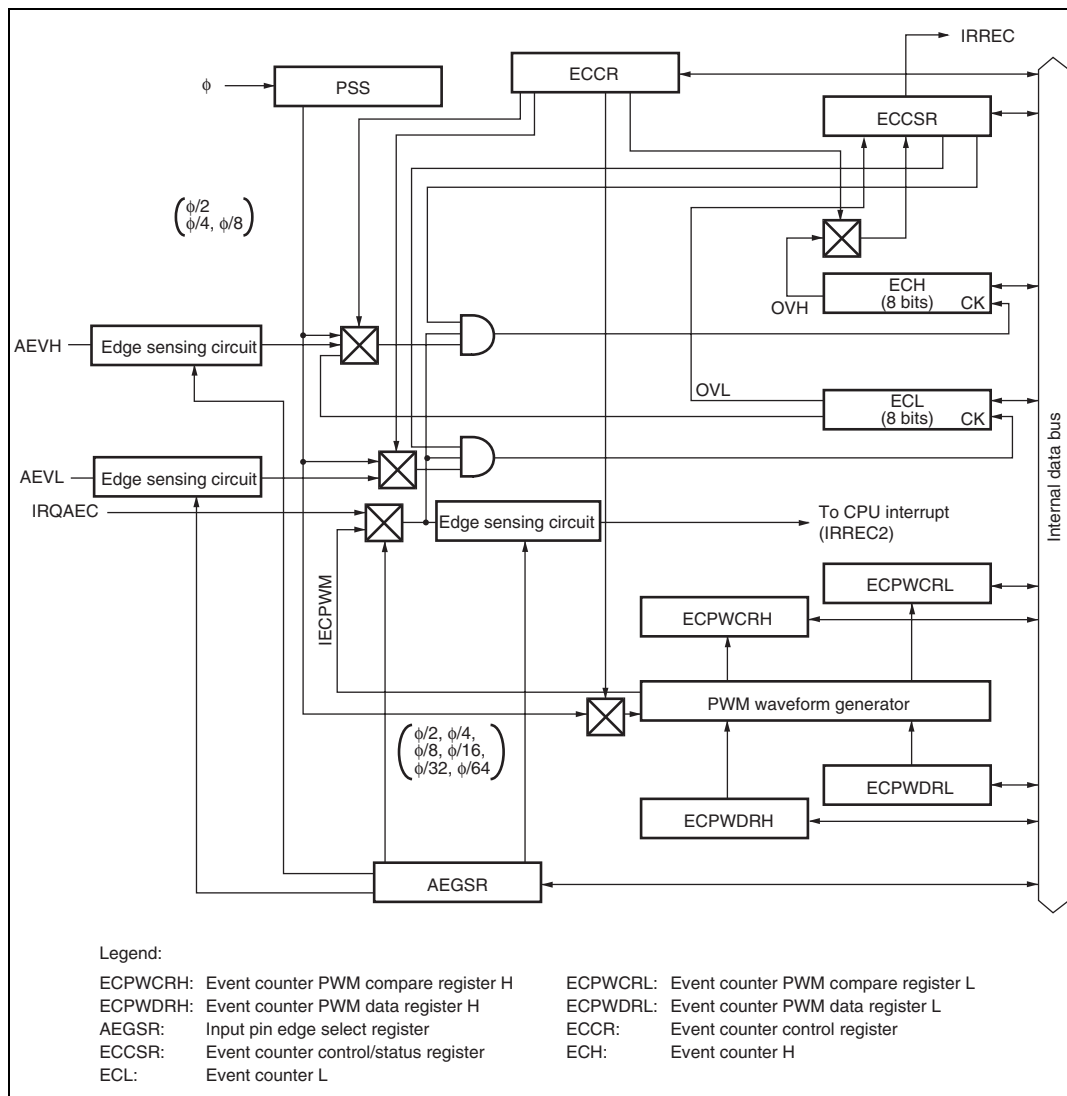 IRREC
φ
PSS
ECCR
ECCSR
φ/2
φ/4, φ/8
ECH
(8 bits)
CK
OVH
AEVH
Edge sensing circuit
OVL
ECL
(8 bits)
CK
AEVL
Edge sensing circuit
IRQAEC
Edge sensing circuit
To CPU interrupt
(IRREC2)
Internal data bus
IECPWM
ECPWCRL
ECPWCRH
PWM waveform generator
φ/2, φ/4,
φ/8, φ/16,
φ/32, φ/64
ECPWDRL
ECPWDRH
AEGSR
Legend:
ECPWCRH: Event counter PWM compare register H
ECPWDRH: Event counter PWM data register H
AEGSR: Input pin edge select register
ECCSR: Event counter control/status register
ECL: Event counter L
ECPWCRL: Event counter PWM compare register L
ECPWDRL: Event counter PWM data register L
ECCR: Event counter control register
ECH: Event counter H